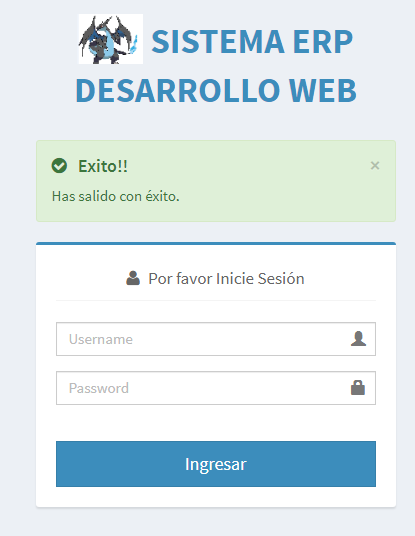 SISTEMA ERP
DESARROLLO WEB
Exito!!
×
Has salido con éxito.
Por favor Inicie Sesión
Username
Password
Ingresar